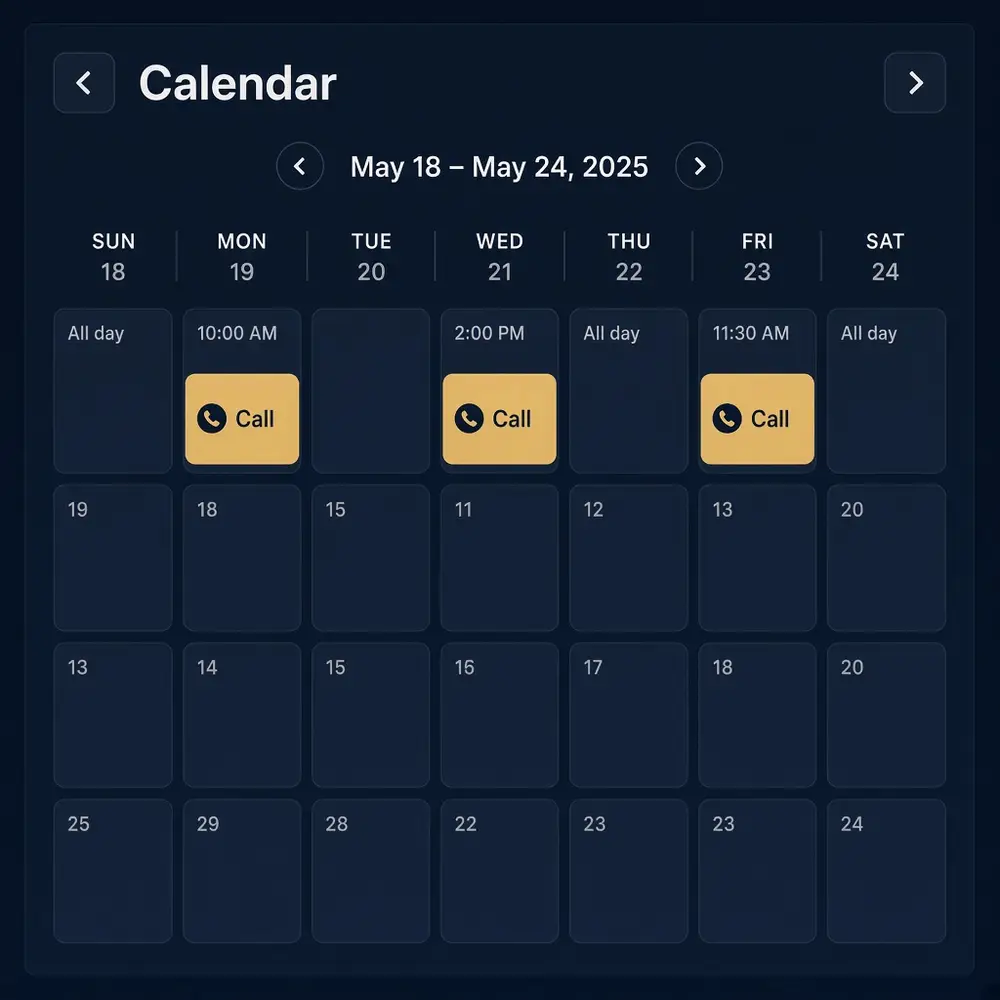 Calendar
May 18 – May 24, 2025
SUN MON TUE WED THU FRI SAT
18 19 20 21 22 23 24
All day 10:00 AM 2:00 PM All day 11:30 AM All day
Call Call Call
19 18 15 11 12 13 20
13 14 15 16 17 18 20
25 29 28 22 23 23 24